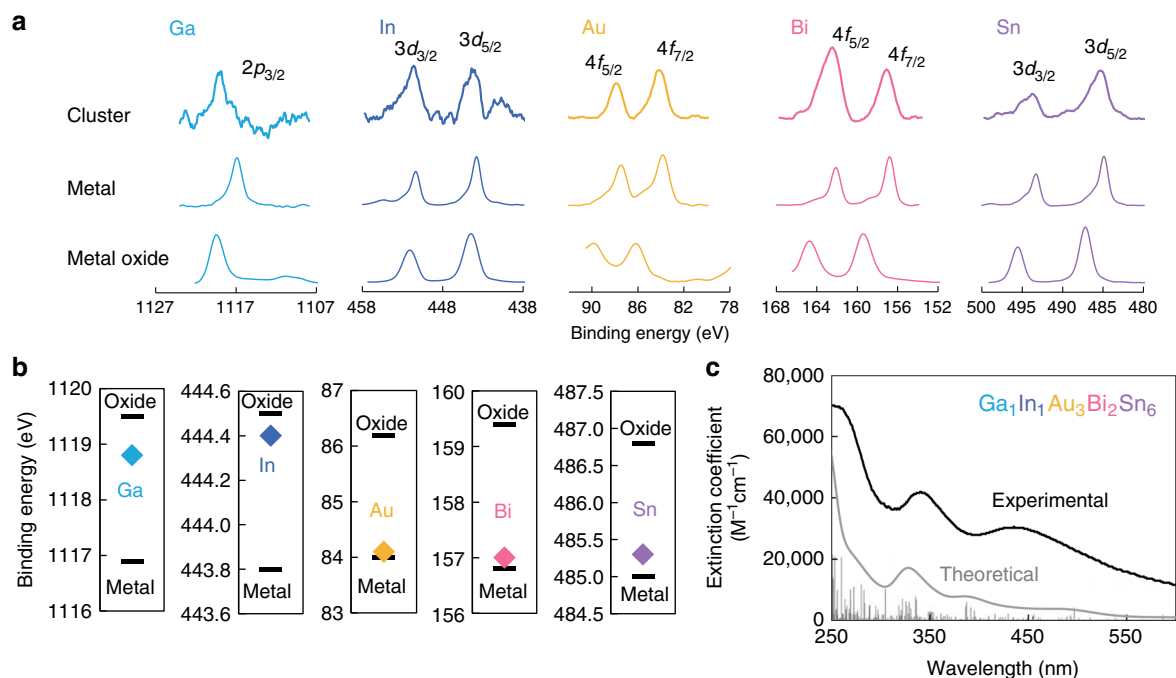 a
Ga In Au Bi Sn
2p3/2 3d3/2 3d5/2 4f5/2 4f7/2 4f5/2 4f7/2 3d3/2 3d5/2
Cluster
Metal
Metal oxide
1127 1117 1107 458 448 438 90 86 82 78 168 164 160 156 152 500 495 490 485 480
Binding energy (eV)
b
Binding energy (eV)
1120
1119
1118
1117
1116
Oxide
Ga
Metal
444.6
444.4
444.2
444.0
443.8
443.6
Oxide
In
Metal
87
86
85
84
83
Oxide
Au
Metal
160
159
158
157
156
Oxide
Bi
Metal
487.5
487.0
486.5
486.0
485.5
485.0
484.5
Oxide
Sn
Metal
c
Extinction coefficient
(M−1cm−1)
80,000
60,000
40,000
20,000
0
Ga1In1Au3Bi2Sn6
Experimental
Theoretical
250 350 450 550
Wavelength (nm)